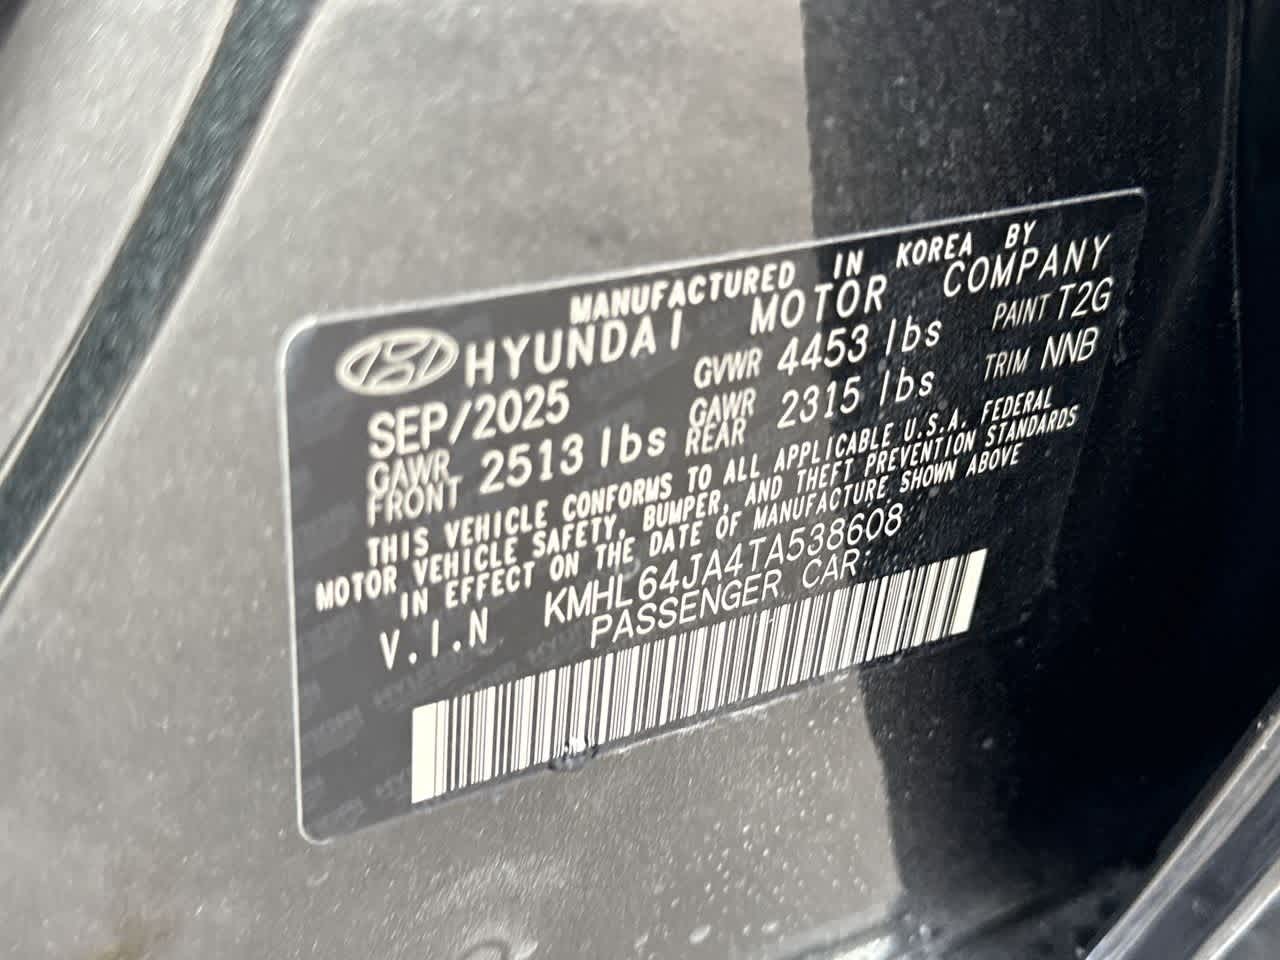 MANUFACTURED IN KOREA BY
HYUNDAI MOTOR COMPANY
SEP/2025 GVWR 4453 lbs PAINT T2G
GAWR FRONT 2513 lbs GAWR REAR 2315 lbs TRIM NNB
THIS VEHICLE CONFORMS TO ALL APPLICABLE U.S.A. FEDERAL
MOTOR VEHICLE SAFETY, BUMPER, AND THEFT PREVENTION STANDARDS
IN EFFECT ON THE DATE OF MANUFACTURE SHOWN ABOVE
V.I.N KMHL64JA4TA538608
PASSENGER CAR